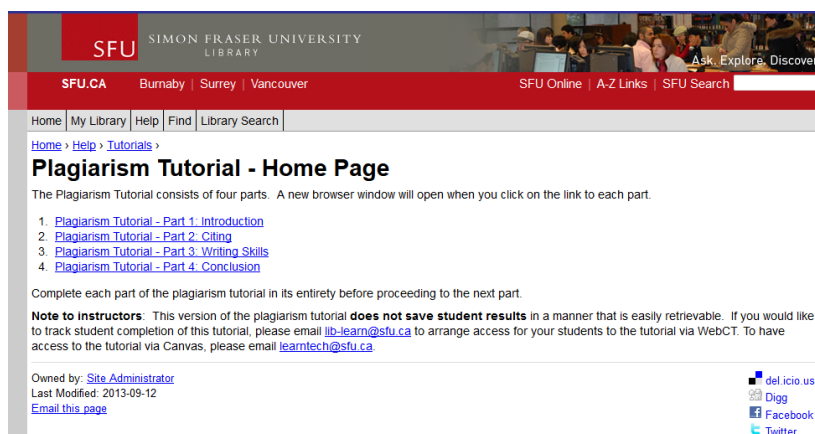 SFU
SIMON FRASER UNIVERSITY
LIBRARY
Ask. Explore. Discover
SFU.CA Burnaby | Surrey | Vancouver SFU Online | A-Z Links | SFU Search
Home | My Library | Help | Find | Library Search
Home › Help › Tutorials ›
Plagiarism Tutorial - Home Page
The Plagiarism Tutorial consists of four parts. A new browser window will open when you click on the link to each part.
1. Plagiarism Tutorial - Part 1: Introduction
2. Plagiarism Tutorial - Part 2: Citing
3. Plagiarism Tutorial - Part 3: Writing Skills
4. Plagiarism Tutorial - Part 4: Conclusion
Complete each part of the plagiarism tutorial in its entirety before proceeding to the next part.
Note to instructors: This version of the plagiarism tutorial does not save student results in a manner that is easily retrievable. If you would like
to track student completion of this tutorial, please email lib-learn@sfu.ca to arrange access for your students to the tutorial via WebCT. To have
access to the tutorial via Canvas, please email learntech@sfu.ca.
Owned by: Site Administrator
Last Modified: 2013-09-12
Email this page
del.icio.us
Digg
Facebook
Twitter